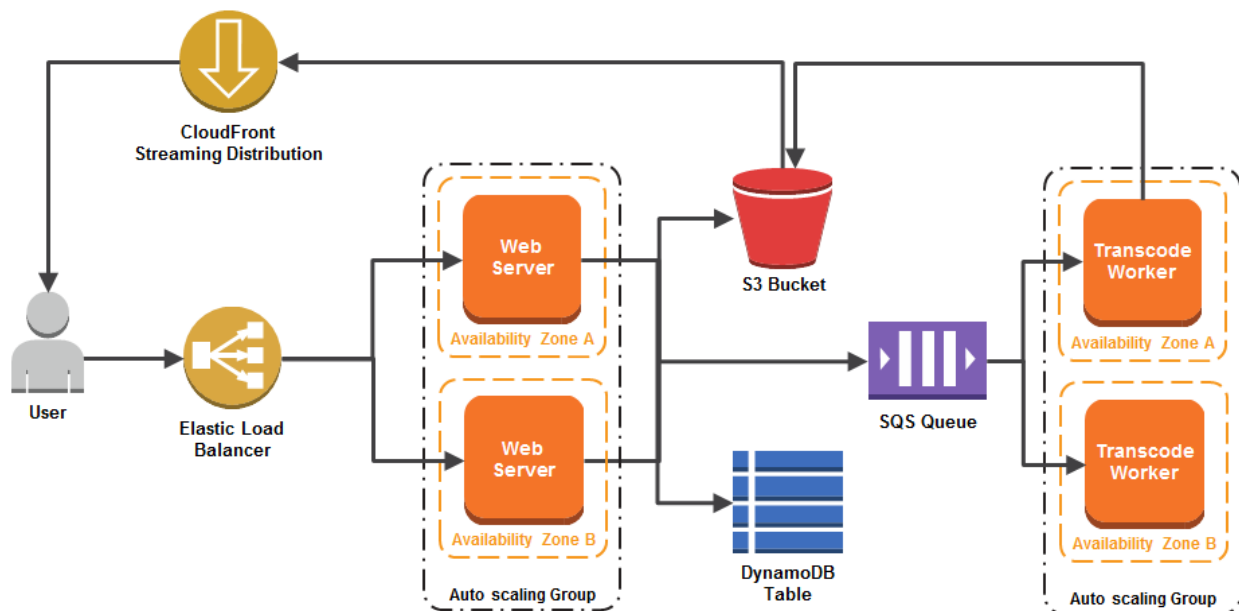 CloudFront
Streaming Distribution
User
Elastic Load
Balancer
Web
Server
Availability Zone A
Web
Server
Availability Zone B
Auto scaling Group
S3 Bucket
SQS Queue
DynamoDB
Table
Transcode
Worker
Availability Zone A
Transcode
Worker
Availability Zone B
Auto scaling Group